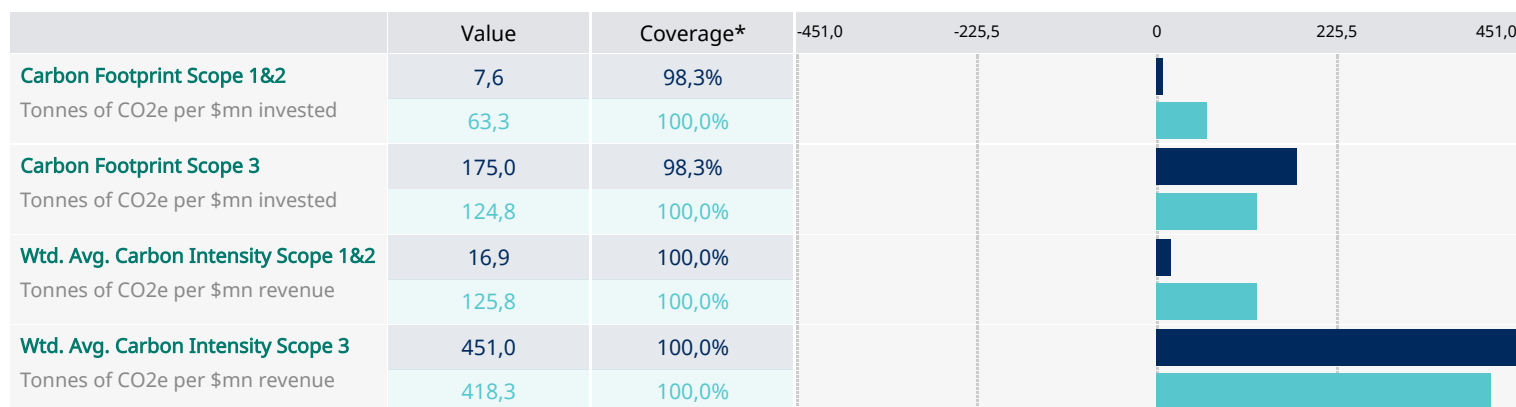 Value Coverage* -451,0 -225,5 0 225,5 451,0
Carbon Footprint Scope 1&2 7,6 98,3%
Tonnes of CO2e per $mn invested 63,3 100,0%
Carbon Footprint Scope 3 175,0 98,3%
Tonnes of CO2e per $mn invested 124,8 100,0%
Wtd. Avg. Carbon Intensity Scope 1&2 16,9 100,0%
Tonnes of CO2e per $mn revenue 125,8 100,0%
Wtd. Avg. Carbon Intensity Scope 3 451,0 100,0%
Tonnes of CO2e per $mn revenue 418,3 100,0%